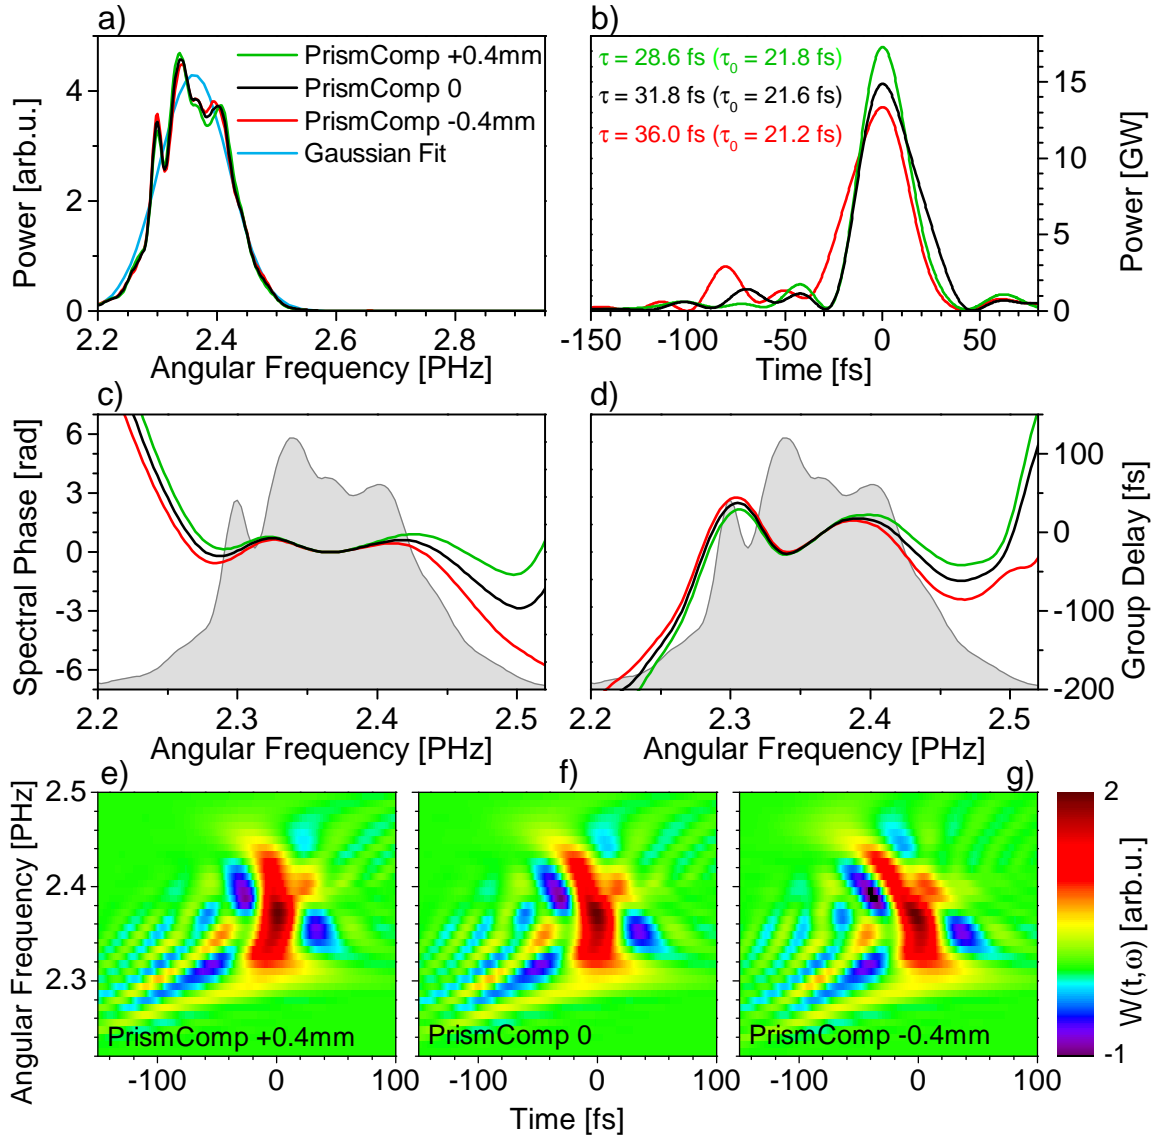 a)
PrismComp +0.4mm
PrismComp 0
PrismComp -0.4mm
Gaussian Fit
Power [arb.u.]
4
2
0
2.2 2.4 2.6 2.8
Angular Frequency [PHz]
b)
τ = 28.6 fs (τ0 = 21.8 fs)
τ = 31.8 fs (τ0 = 21.6 fs)
τ = 36.0 fs (τ0 = 21.2 fs)
15
10
5
0
Power [GW]
-150 -100 -50 0 50
Time [fs]
c)
Spectral Phase [rad]
6
3
0
-3
-6
2.2 2.3 2.4 2.5
Angular Frequency [PHz]
d)
100
0
-100
-200
Group Delay [fs]
2.2 2.3 2.4 2.5
Angular Frequency [PHz]
e)
f)
g)
Angular Frequency [PHz]
2.5
2.4
2.3
PrismComp +0.4mm
PrismComp 0
PrismComp -0.4mm
2
-1
W(t,ω) [arb.u.]
-100 0 100
-100 0 100
-100 0 100
Time [fs]